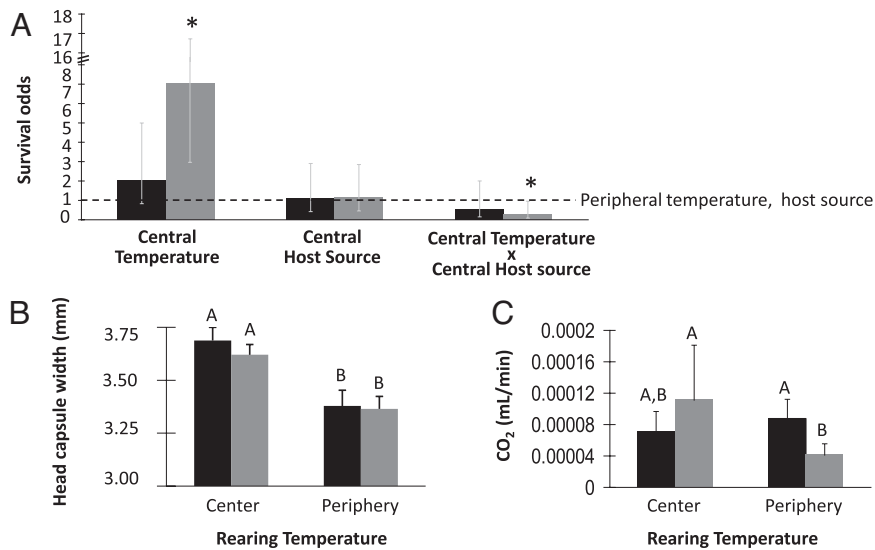 A
Survival odds
18
17
16
8
7
6
5
4
3
2
1
0
*
*
Peripheral temperature, host source
Central
Temperature
Central
Host Source
Central Temperature
x
Central Host source
B
Head capsule width (mm)
3.75
3.50
3.25
3.00
A
A
B
B
Center
Periphery
Rearing Temperature
C
CO2 (mL/min)
0.0002
0.00016
0.00012
0.00008
0.00004
0
A,B
A
A
B
Center
Periphery
Rearing Temperature